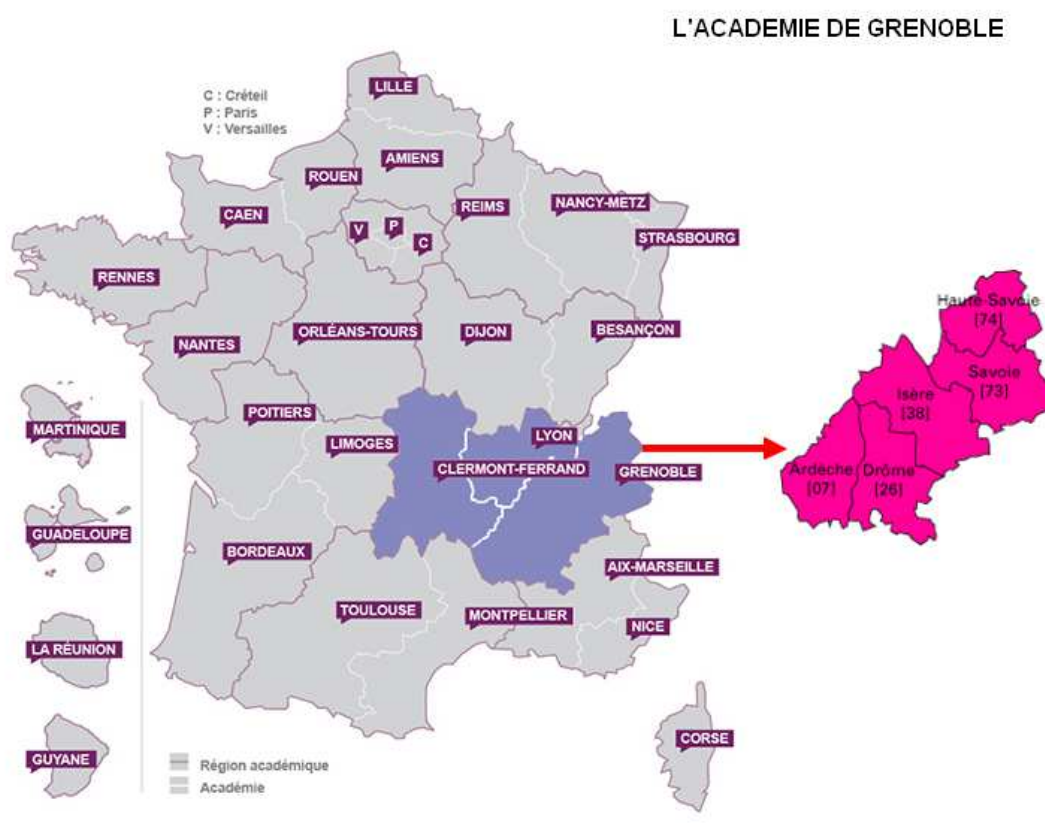 L'ACADEMIE DE GRENOBLE
C : Créteil
P : Paris
V : Versailles
LILLE
AMIENS
ROUEN
CAEN
REIMS
NANCY-METZ
STRASBOURG
V
P
C
RENNES
NANTES
ORLÉANS-TOURS
DIJON
BESANÇON
POITIERS
LIMOGES
LYON
CLERMONT-FERRAND
GRENOBLE
BORDEAUX
AIX-MARSEILLE
TOULOUSE
MONTPELLIER
NICE
CORSE
MARTINIQUE
GUADELOUPE
LA RÉUNION
GUYANE
Région académique
Académie
Haute Savoie
[74]
Savoie
[73]
Isère
[38]
Ardèche
[07]
Drôme
[26]